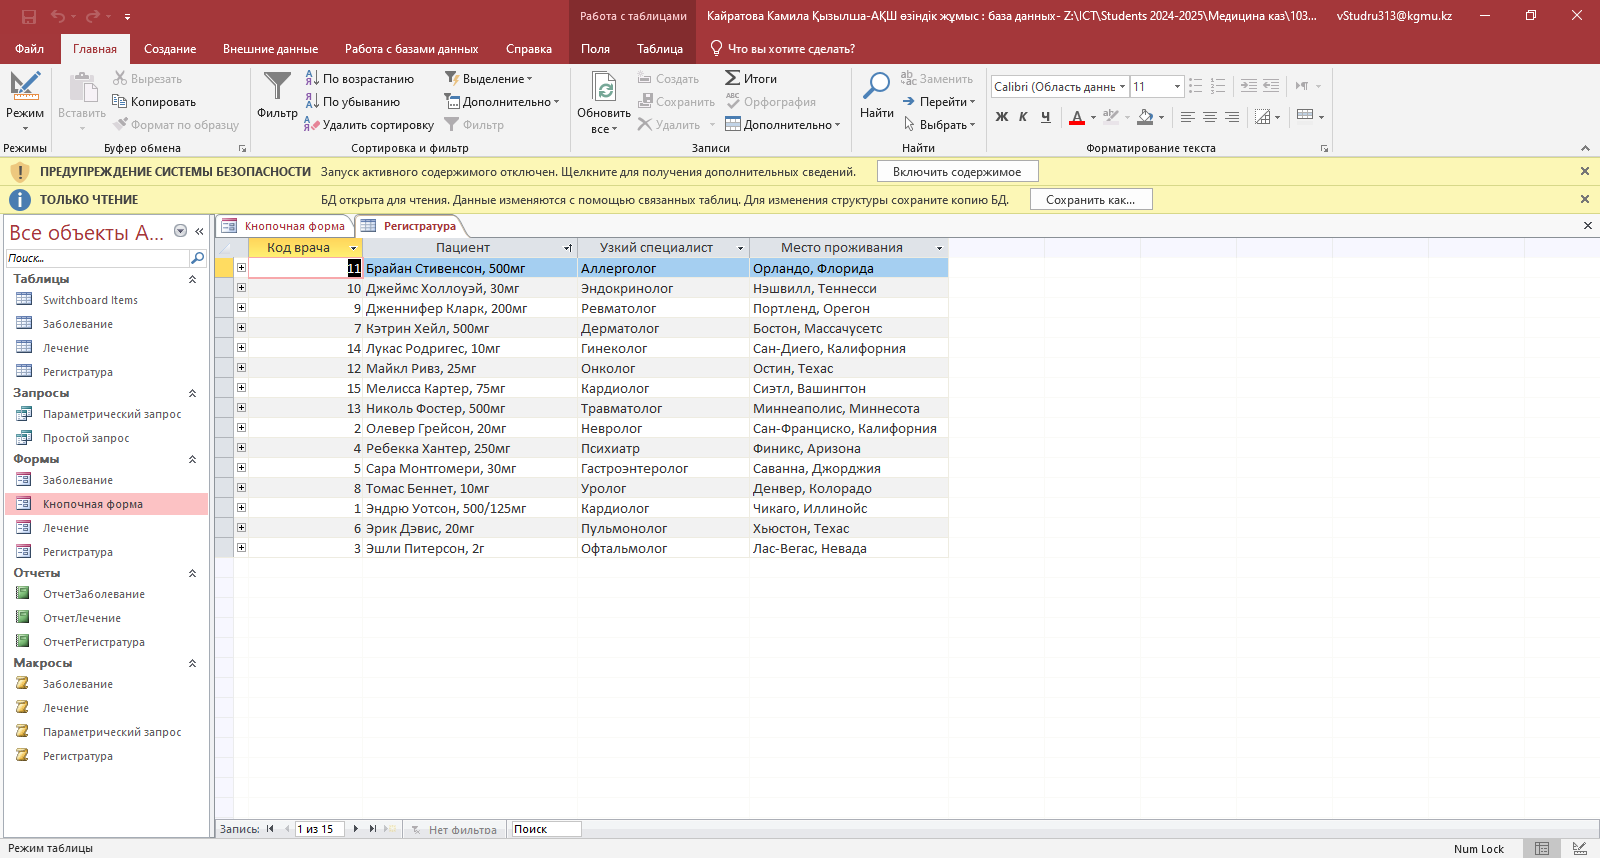 Работа с таблицами
Кайратова Камила Қызылша-АҚШ өзіндік жұмыс : база данных- Z:\ICT\Students 2024-2025\Медицина каз\103...
vStudru313@kgmu.kz
Файл Главная Создание Внешние данные Работа с базами данных Справка Поля Таблица Что вы хотите сделать?
Режим
Режимы
Вставить
Вырезать
Копировать
Формат по образцу
Буфер обмена
Фильтр
По возрастанию
По убыванию
Удалить сортировку
Выделение
Дополнительно
Фильтр
Сортировка и фильтр
Обновить
все
Создать
Сохранить
Удалить
Итоги
Орфография
Дополнительно
Записи
Найти
Заменить
Перейти
Выбрать
Найти
Calibri (Область данны 11
Ж К Ч
Форматирование текста
ПРЕДУПРЕЖДЕНИЕ СИСТЕМЫ БЕЗОПАСНОСТИ Запуск активного содержимого отключен. Щелкните для получения дополнительных сведений. Включить содержимое
ТОЛЬКО ЧТЕНИЕ БД открыта для чтения. Данные изменяются с помощью связанных таблиц. Для изменения структуры сохраните копию БД. Сохранить как...
Все объекты A...
Поиск...
Таблицы
Switchboard Items
Заболевание
Лечение
Регистратура
Запросы
Параметрический запрос
Простой запрос
Формы
Заболевание
Кнопочная форма
Лечение
Регистратура
Отчеты
ОтчетЗаболевание
ОтчетЛечение
ОтчетРегистратура
Макросы
Заболевание
Лечение
Параметрический запрос
Регистратура
Кнопочная форма Регистратура
Код врача Пациент Узкий специалист Место проживания
11 Брайан Стивенсон, 500мг Аллерголог Орландо, Флорида
10 Джеймс Холлоуэй, 30мг Эндокринолог Нэшвилл, Теннесси
9 Дженнифер Кларк, 200мг Ревматолог Портленд, Орегон
7 Кэтрин Хейл, 500мг Дерматолог Бостон, Массачусетс
14 Лукас Родригес, 10мг Гинеколог Сан-Диего, Калифорния
12 Майкл Ривз, 25мг Онколог Остин, Техас
15 Мелисса Картер, 75мг Кардиолог Сиэтл, Вашингтон
13 Николь Фостер, 500мг Травматолог Миннеаполис, Миннесота
2 Олевер Грейсон, 20мг Невролог Сан-Франциско, Калифорния
4 Ребекка Хантер, 250мг Психиатр Финикс, Аризона
5 Сара Монтгомери, 30мг Гастроэнтеролог Саванна, Джорджия
8 Томас Беннет, 10мг Уролог Денвер, Колорадо
1 Эндрю Уотсон, 500/125мг Кардиолог Чикаго, Иллинойс
6 Эрик Дэвис, 20мг Пульмонолог Хьюстон, Техас
3 Эшли Питерсон, 2г Офтальмолог Лас-Вегас, Невада
Запись: 1 из 15 Нет фильтра Поиск
Режим таблицы
Num Lock